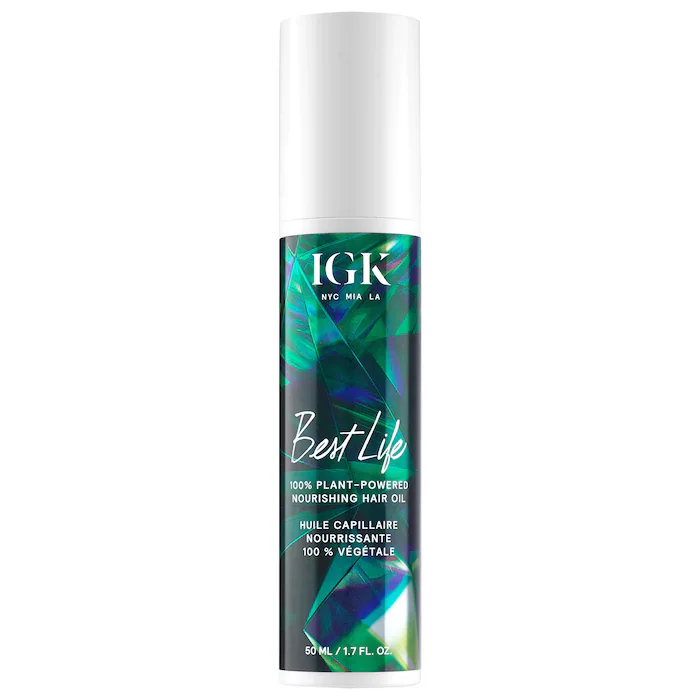 IGK
NYC MIA LA
Best Life
100% PLANT-POWERED
NOURISHING HAIR OIL
HUILE CAPILLAIRE
NOURRISSANTE
100 % VÉGÉTALE
50 ML / 1.7 FL. OZ.